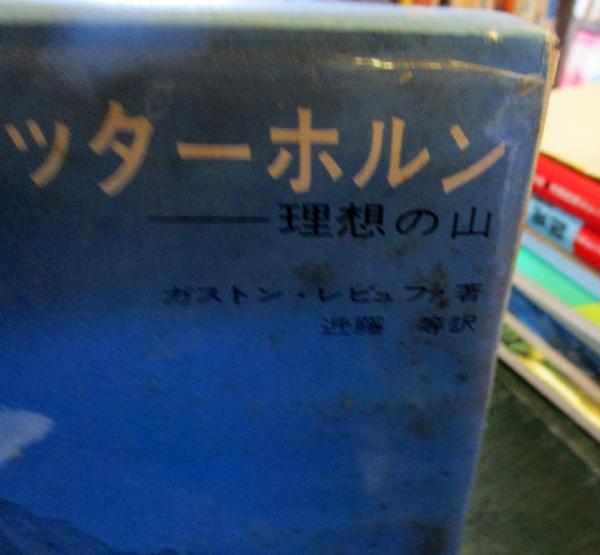 ッターホルン
——理想の山
ガストン・レビュファ著
近藤 等訳